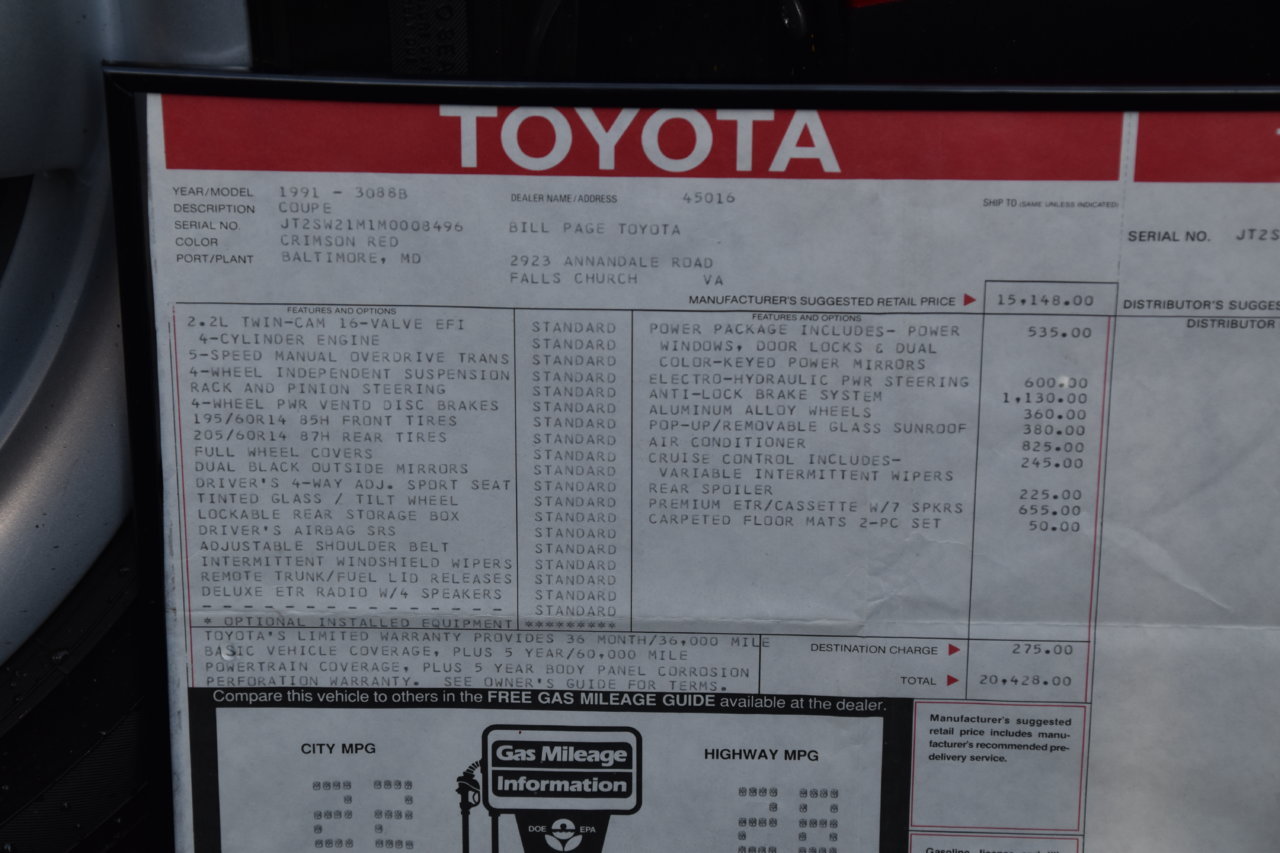 TOYOTA
YEAR/MODEL 1991 - 3088B
DESCRIPTION COUPE
SERIAL NO. JT2SW21M1M0008496
COLOR CRIMSON RED
PORT/PLANT BALTIMORE, MD
DEALER NAME/ADDRESS 45016
BILL PAGE TOYOTA
2923 ANNANDALE ROAD
FALLS CHURCH VA
SHIP TO (SAME UNLESS INDICATED)
MANUFACTURER'S SUGGESTED RETAIL PRICE ▶ 15,148.00
FEATURES AND OPTIONS
2.2L TWIN-CAM 16-VALVE EFI STANDARD
4-CYLINDER ENGINE STANDARD
5-SPEED MANUAL OVERDRIVE TRANS STANDARD
4-WHEEL INDEPENDENT SUSPENSION STANDARD
RACK AND PINION STEERING STANDARD
4-WHEEL PWR VENTD DISC BRAKES STANDARD
195/60R14 85H FRONT TIRES STANDARD
205/60R14 87H REAR TIRES STANDARD
FULL WHEEL COVERS STANDARD
DUAL BLACK OUTSIDE MIRRORS STANDARD
DRIVER'S 4-WAY ADJ. SPORT SEAT STANDARD
TINTED GLASS / TILT WHEEL STANDARD
LOCKABLE REAR STORAGE BOX STANDARD
DRIVER'S AIRBAG SRS STANDARD
ADJUSTABLE SHOULDER BELT STANDARD
INTERMITTENT WINDSHIELD WIPERS STANDARD
REMOTE TRUNK/FUEL LID RELEASES STANDARD
DELUXE ETR RADIO W/4 SPEAKERS STANDARD
- - - - - - - - - - - - - - - STANDARD
* OPTIONAL INSTALLED EQUIPMENT *********
FEATURES AND OPTIONS
POWER PACKAGE INCLUDES- POWER 535.00
WINDOWS, DOOR LOCKS & DUAL
COLOR-KEYED POWER MIRRORS
ELECTRO-HYDRAULIC PWR STEERING 600.00
ANTI-LOCK BRAKE SYSTEM 1,130.00
ALUMINUM ALLOY WHEELS 360.00
POP-UP/REMOVABLE GLASS SUNROOF 380.00
AIR CONDITIONER 825.00
CRUISE CONTROL INCLUDES- 245.00
VARIABLE INTERMITTENT WIPERS
REAR SPOILER 225.00
PREMIUM ETR/CASSETTE W/7 SPKRS 655.00
CARPETED FLOOR MATS 2-PC SET 50.00
TOYOTA'S LIMITED WARRANTY PROVIDES 36 MONTH/36,000 MILE
BASIC VEHICLE COVERAGE, PLUS 5 YEAR/60,000 MILE
POWERTRAIN COVERAGE, PLUS 5 YEAR BODY PANEL CORROSION
PERFORATION WARRANTY. SEE OWNER'S GUIDE FOR TERMS.
DESTINATION CHARGE ▶ 275.00
TOTAL ▶ 20,428.00
Compare this vehicle to others in the FREE GAS MILEAGE GUIDE available at the dealer.
CITY MPG
Gas Mileage
Information
DOE EPA
HIGHWAY MPG
Manufacturer's suggested
retail price includes manu-
facturer's recommended pre-
delivery service.
SERIAL NO. JT2S
DISTRIBUTOR'S SUGGES
DISTRIBUTOR